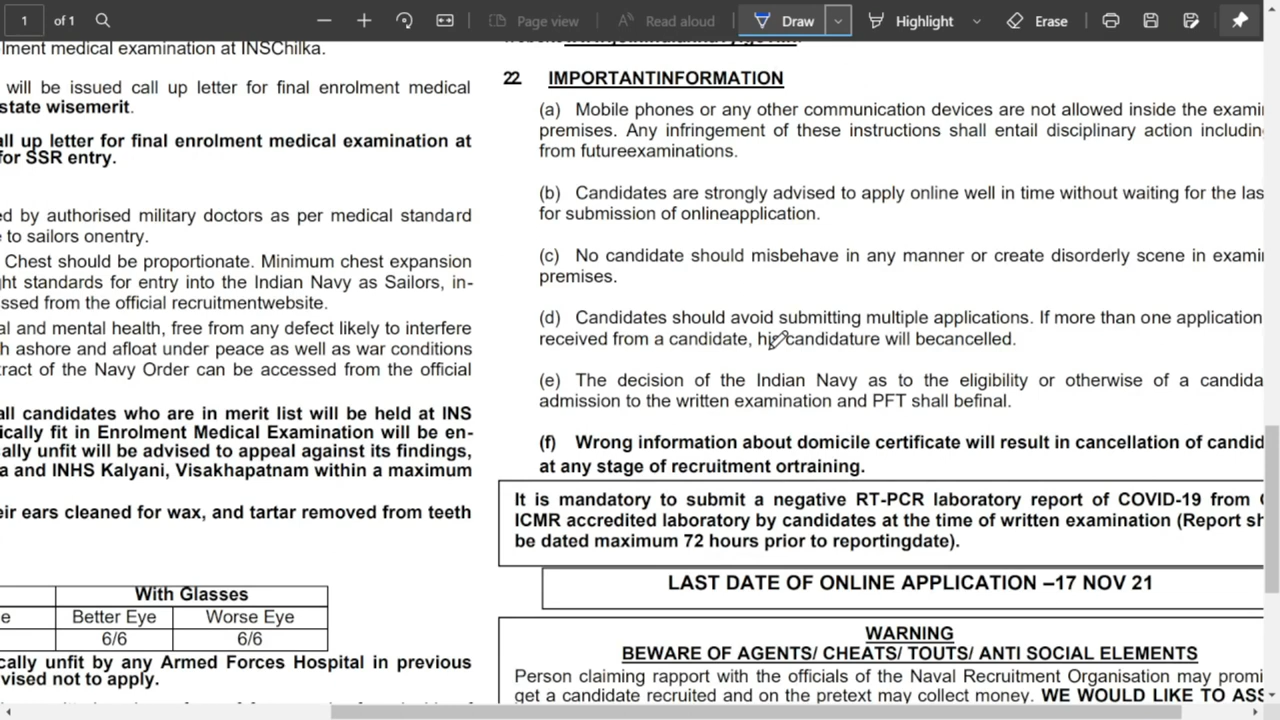 1 of 1 Page view Read aloud Draw Highlight Erase
lment medical examination at INSChilka.
will be issued call up letter for final enrolment medical
state wisemerit.
all up letter for final enrolment medical examination at
for SSR entry.
ed by authorised military doctors as per medical standard
e to sailors onentry.
Chest should be proportionate. Minimum chest expansion
ht standards for entry into the Indian Navy as Sailors, in-
ssed from the official recruitmentwebsite.
al and mental health, free from any defect likely to interfere
h ashore and afloat under peace as well as war conditions
tract of the Navy Order can be accessed from the official
all candidates who are in merit list will be held at INS
ically fit in Enrolment Medical Examination will be en-
cally unfit will be advised to appeal against its findings,
a and INHS Kalyani, Visakhapatnam within a maximum
eir ears cleaned for wax, and tartar removed from teeth
With Glasses
e Better Eye Worse Eye
6/6 6/6
cally unfit by any Armed Forces Hospital in previous
vised not to apply.
22 IMPORTANTINFORMATION
(a) Mobile phones or any other communication devices are not allowed inside the exami
premises. Any infringement of these instructions shall entail disciplinary action includin
from futureexaminations.
(b) Candidates are strongly advised to apply online well in time without waiting for the las
for submission of onlineapplication.
(c) No candidate should misbehave in any manner or create disorderly scene in exami
premises.
(d) Candidates should avoid submitting multiple applications. If more than one application
received from a candidate, his candidature will becancelled.
(e) The decision of the Indian Navy as to the eligibility or otherwise of a candida
admission to the written examination and PFT shall befinal.
(f) Wrong information about domicile certificate will result in cancellation of candid
at any stage of recruitment ortraining.
It is mandatory to submit a negative RT-PCR laboratory report of COVID-19 from
ICMR accredited laboratory by candidates at the time of written examination (Report sh
be dated maximum 72 hours prior to reportingdate).
LAST DATE OF ONLINE APPLICATION –17 NOV 21
WARNING
BEWARE OF AGENTS/ CHEATS/ TOUTS/ ANTI SOCIAL ELEMENTS
Person claiming rapport with the officials of the Naval Recruitment Organisation may promi
get a candidate recruited and on the pretext may collect money. WE WOULD LIKE TO ASS